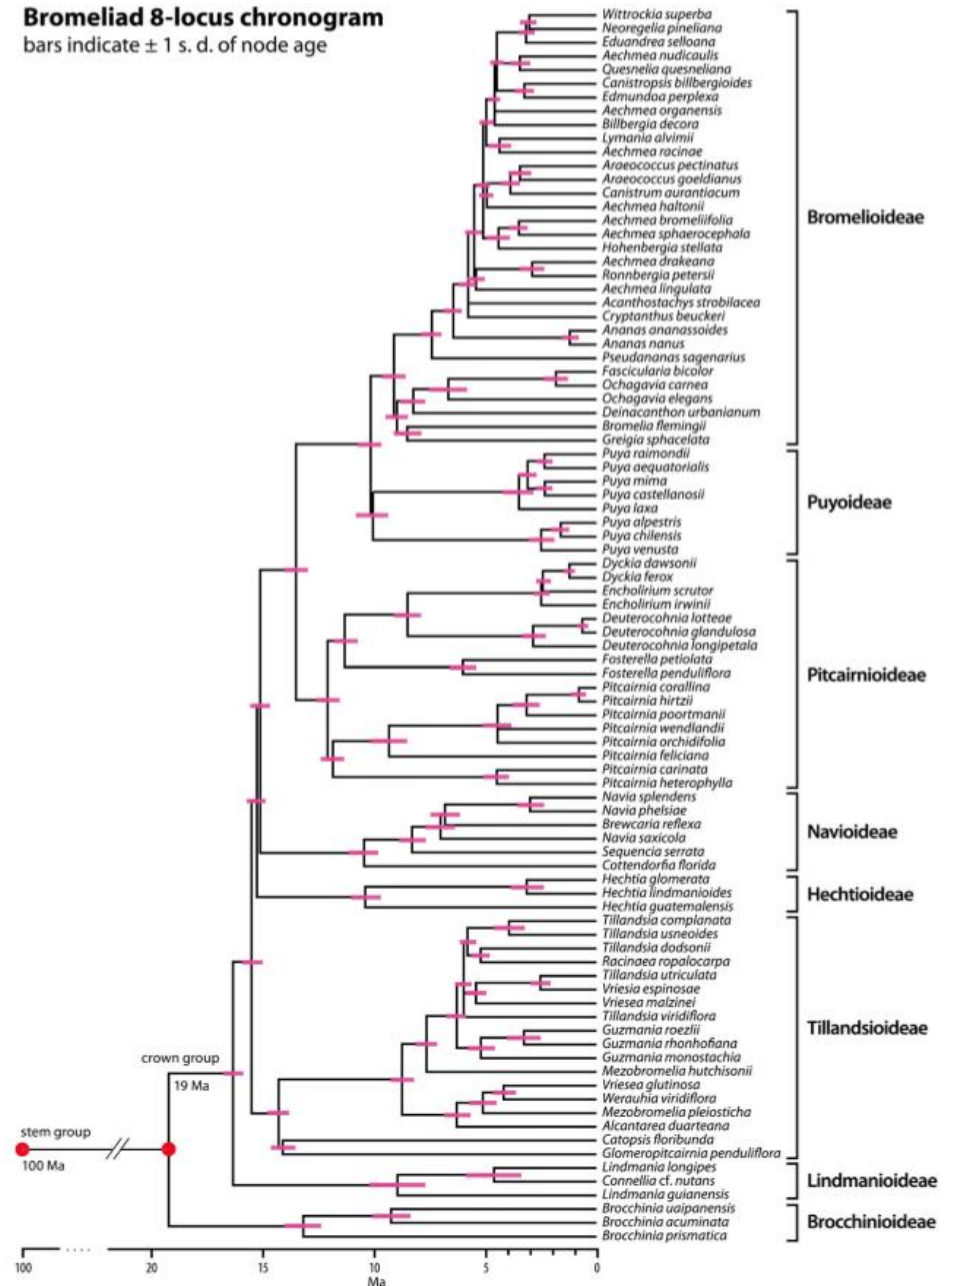 Bromeliad 8-locus chronogram
bars indicate ± 1 s. d. of node age
Wittrockia superba
Neoregelia pineliana
Eduandrea selloana
Aechmea nudicaulis
Quesnelia quesneliana
Canistropsis billbergioides
Edmundoa perplexa
Aechmea organensis
Billbergia decora
Lymania alvimii
Aechmea racinae
Araeococcus pectinatus
Araeococcus goeldianus
Canistrum aurantiacum
Aechmea haltonii
Aechmea bromeliifolia
Aechmea sphaerocephala
Hohenbergia stellata
Aechmea drakeana
Ronnbergia petersii
Aechmea lingulata
Acanthostachys strobilacea
Cryptanthus beuckeri
Ananas ananassoides
Ananas nanus
Pseudananas sagenarius
Fascicularia bicolor
Ochagavia carnea
Ochagavia elegans
Deinacanthon urbanianum
Bromelia flemingii
Greigia sphacelata
Bromelioideae
Puya raimondii
Puya aequatorialis
Puya mima
Puya castellanosii
Puya laxa
Puya alpestris
Puya chilensis
Puya venusta
Puyoideae
Dyckia dawsonii
Dyckia ferox
Encholirium scrutor
Encholirium irwinii
Deuterocohnia lotteae
Deuterocohnia glandulosa
Deuterocohnia longipetala
Fosterella petiolata
Fosterella penduliflora
Pitcairnia corallina
Pitcairnia hirtzii
Pitcairnia poortmanii
Pitcairnia wendlandii
Pitcairnia orchidifolia
Pitcairnia feliciana
Pitcairnia carinata
Pitcairnia heterophylla
Pitcairnioideae
Navia splendens
Navia phelsiae
Brewcaria reflexa
Navia saxicola
Sequencia serrata
Cottendorfia florida
Navioideae
Hechtia glomerata
Hechtia lindmanioides
Hechtia guatemalensis
Hechtioideae
Tillandsia complanata
Tillandsia usneoides
Tillandsia dodsonii
Racinaea ropalocarpa
Tillandsia utriculata
Vriesia espinosae
Vriesea malzinei
Tillandsia viridiflora
Guzmania roezlii
Guzmania rhonhofiana
Guzmania monostachia
Mezobromelia hutchisonii
Vriesea glutinosa
Werauhia viridiflora
Mezobromelia pleiosticha
Alcantarea duarteana
Catopsis floribunda
Glomeropitcairnia penduliflora
Tillandsioideae
Lindmania longipes
Connellia cf. nutans
Lindmania guianensis
Lindmanioideae
Brocchinia uaipanensis
Brocchinia acuminata
Brocchinia prismatica
Brocchinioideae
crown group
19 Ma
stem group
100 Ma
100 20 15 10 5 0
Ma